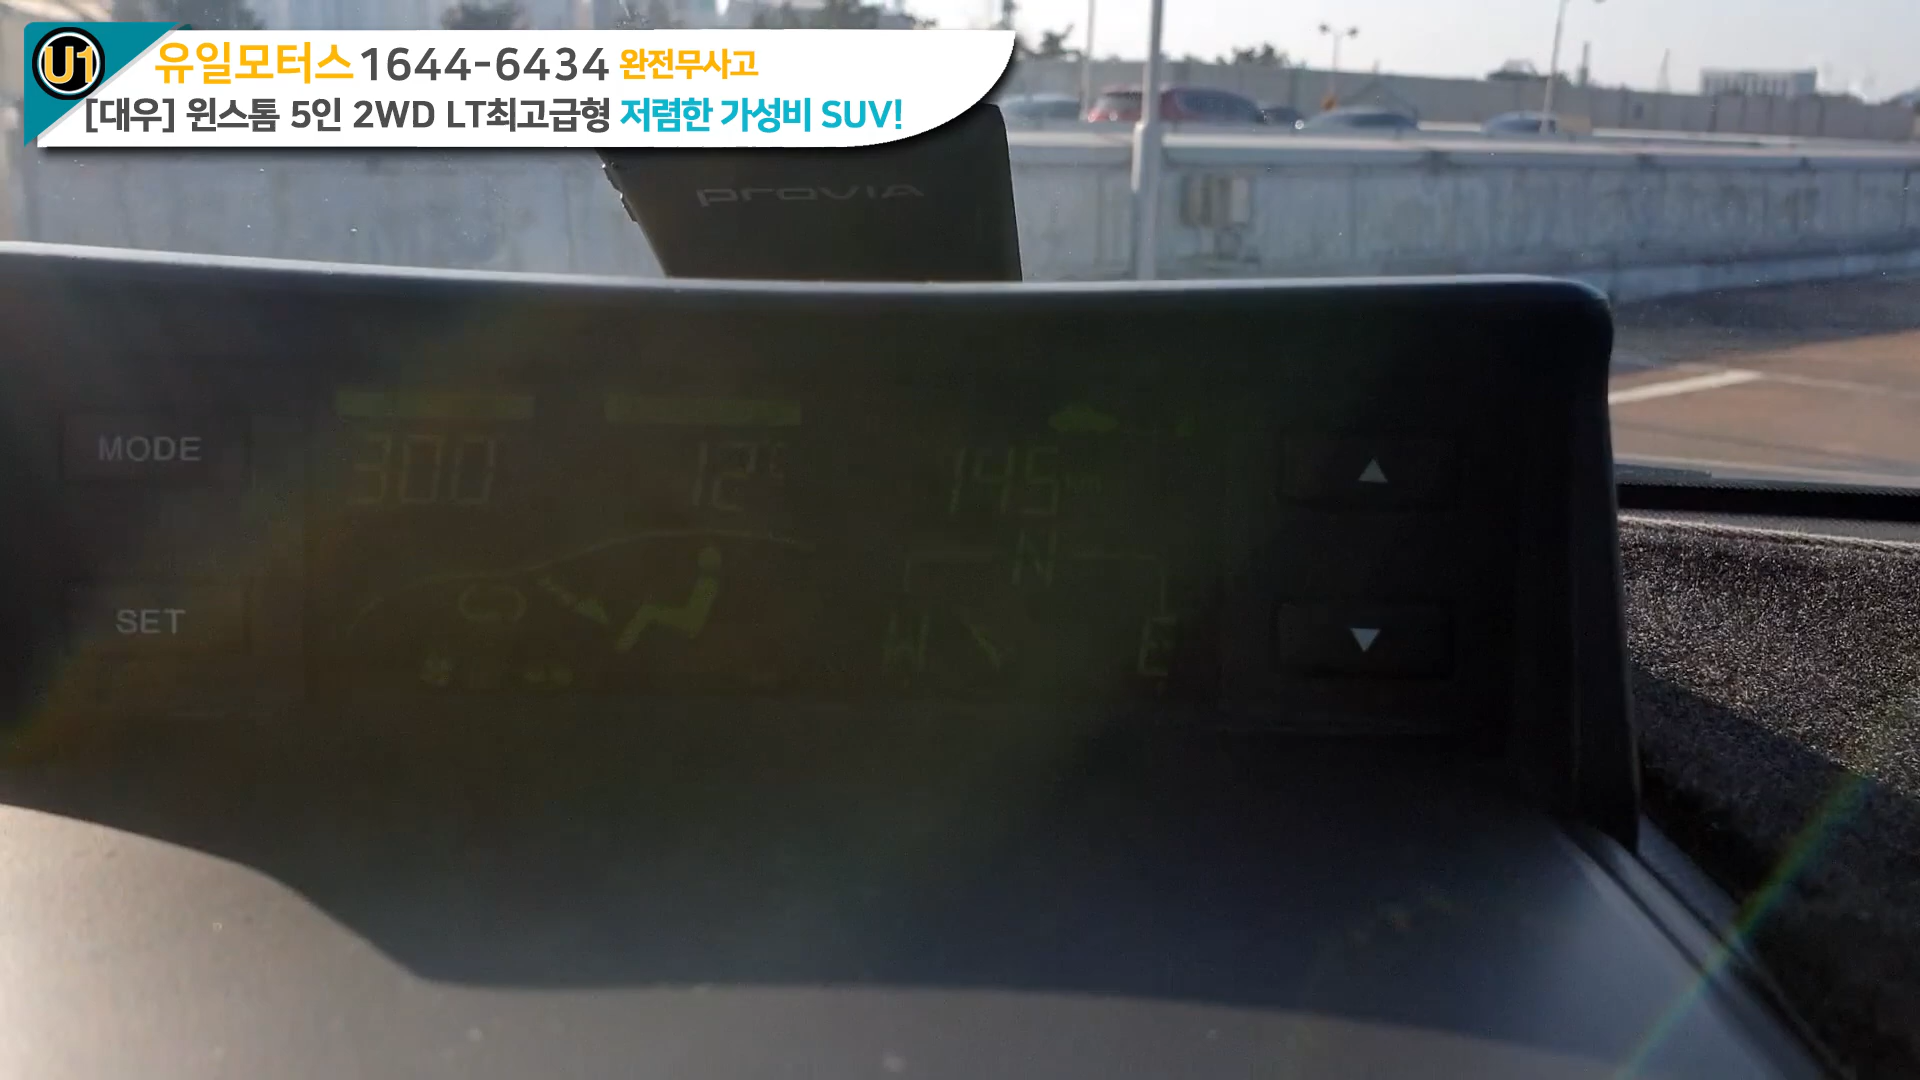 U1
유일모터스 1644-6434 완전무사고
[대우] 윈스톰 5인 2WD LT최고급형 저렴한 가성비 SUV!
provia
MODE
300 12°C 145 km
N
SET
E